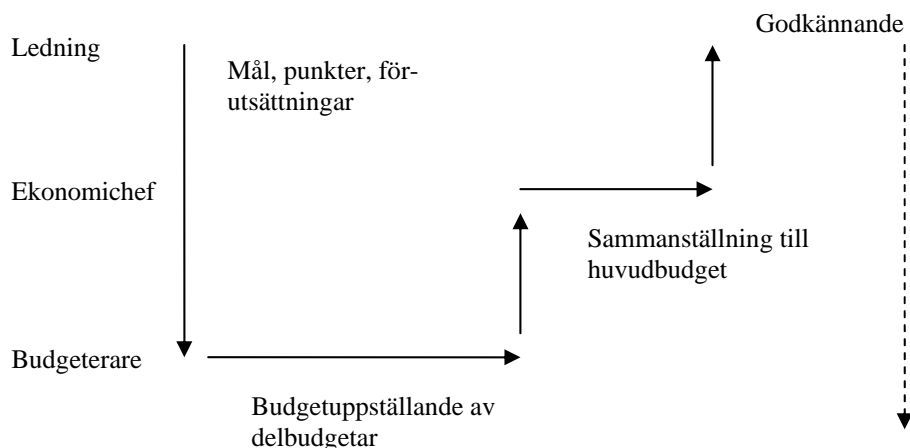 Godkännande
Ledning
Mål, punkter, för-
utsättningar
Ekonomichef
Sammanställning till
huvudbudget
Budgeterare
Budgetuppställande av
delbudgetar